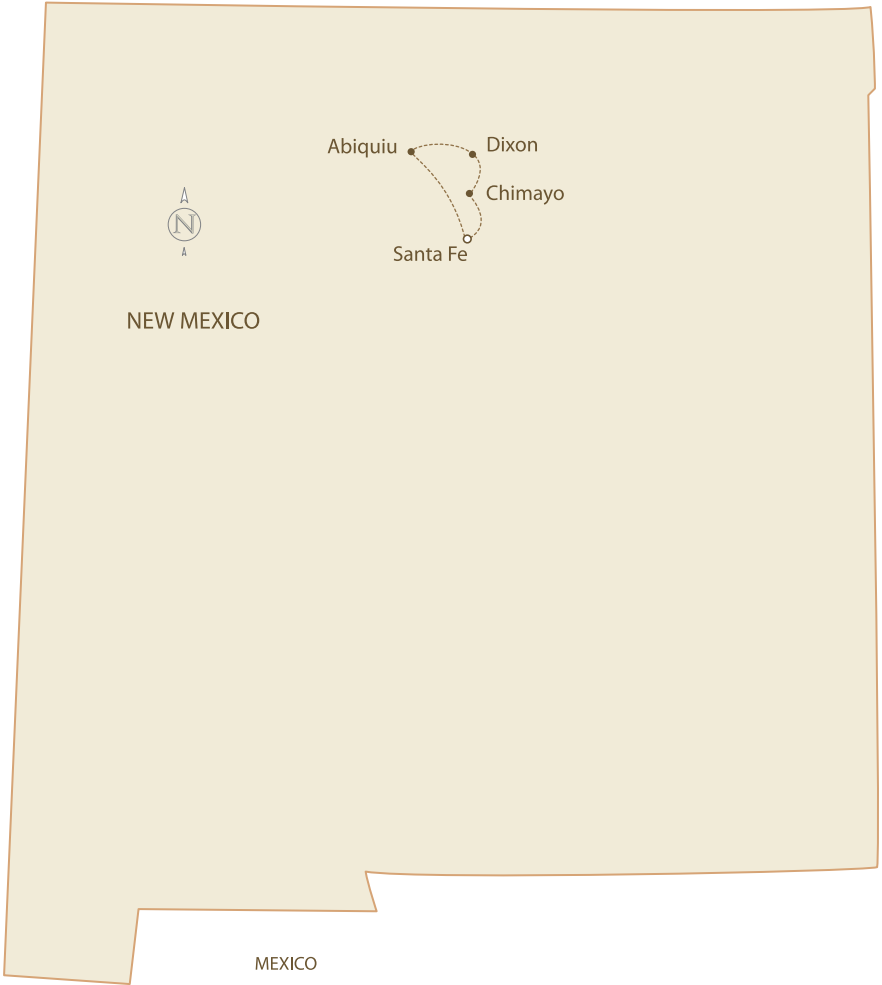 Abiquiu
Dixon
Chimayo
Santa Fe
N
NEW MEXICO
MEXICO